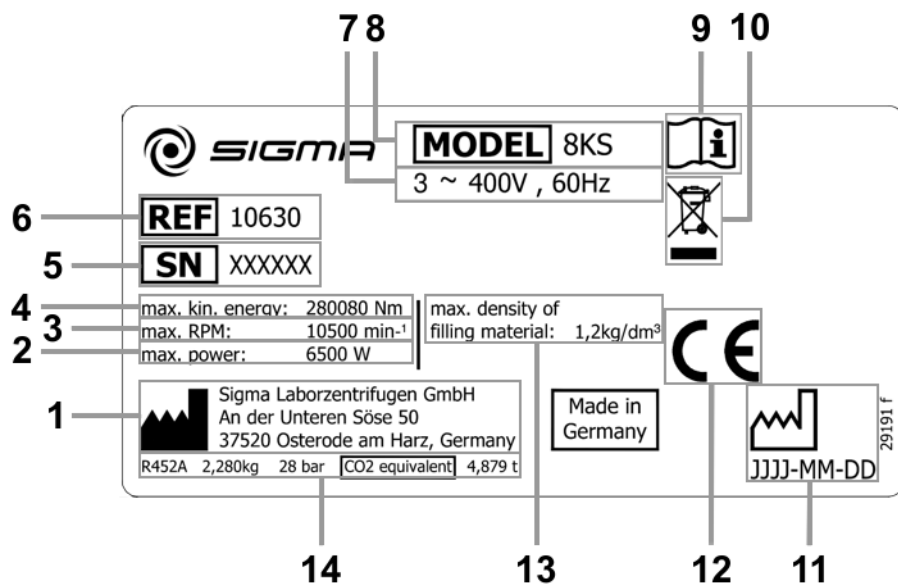 7 8 9 10
SIGMA
MODEL 8KS
3 ~ 400V , 60Hz
6 REF 10630
5 SN XXXXXX
4 max. kin. energy: 280080 Nm
3 max. RPM: 10500 min-¹
2 max. power: 6500 W
max. density of
filling material: 1,2kg/dm³
1
Sigma Laborzentrifugen GmbH
An der Unteren Söse 50
37520 Osterode am Harz, Germany
R452A 2,280kg 28 bar CO2 equivalent 4,879 t
Made in
Germany
CE
JJJJ-MM-DD
29191 f
14 13 12 11